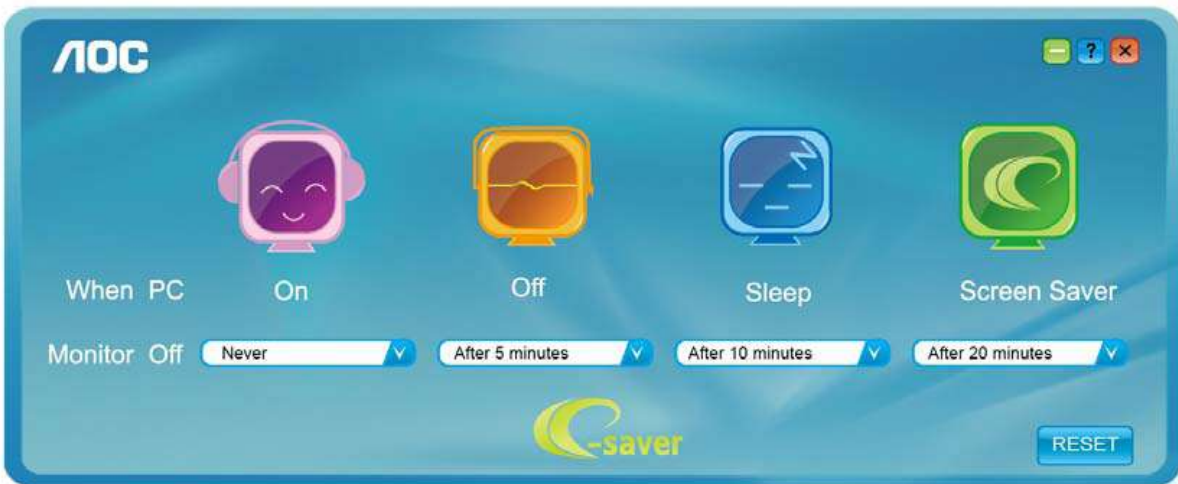 AOC
?
When PC On Off Sleep Screen Saver
Monitor Off Never After 5 minutes After 10 minutes After 20 minutes
e-saver
RESET